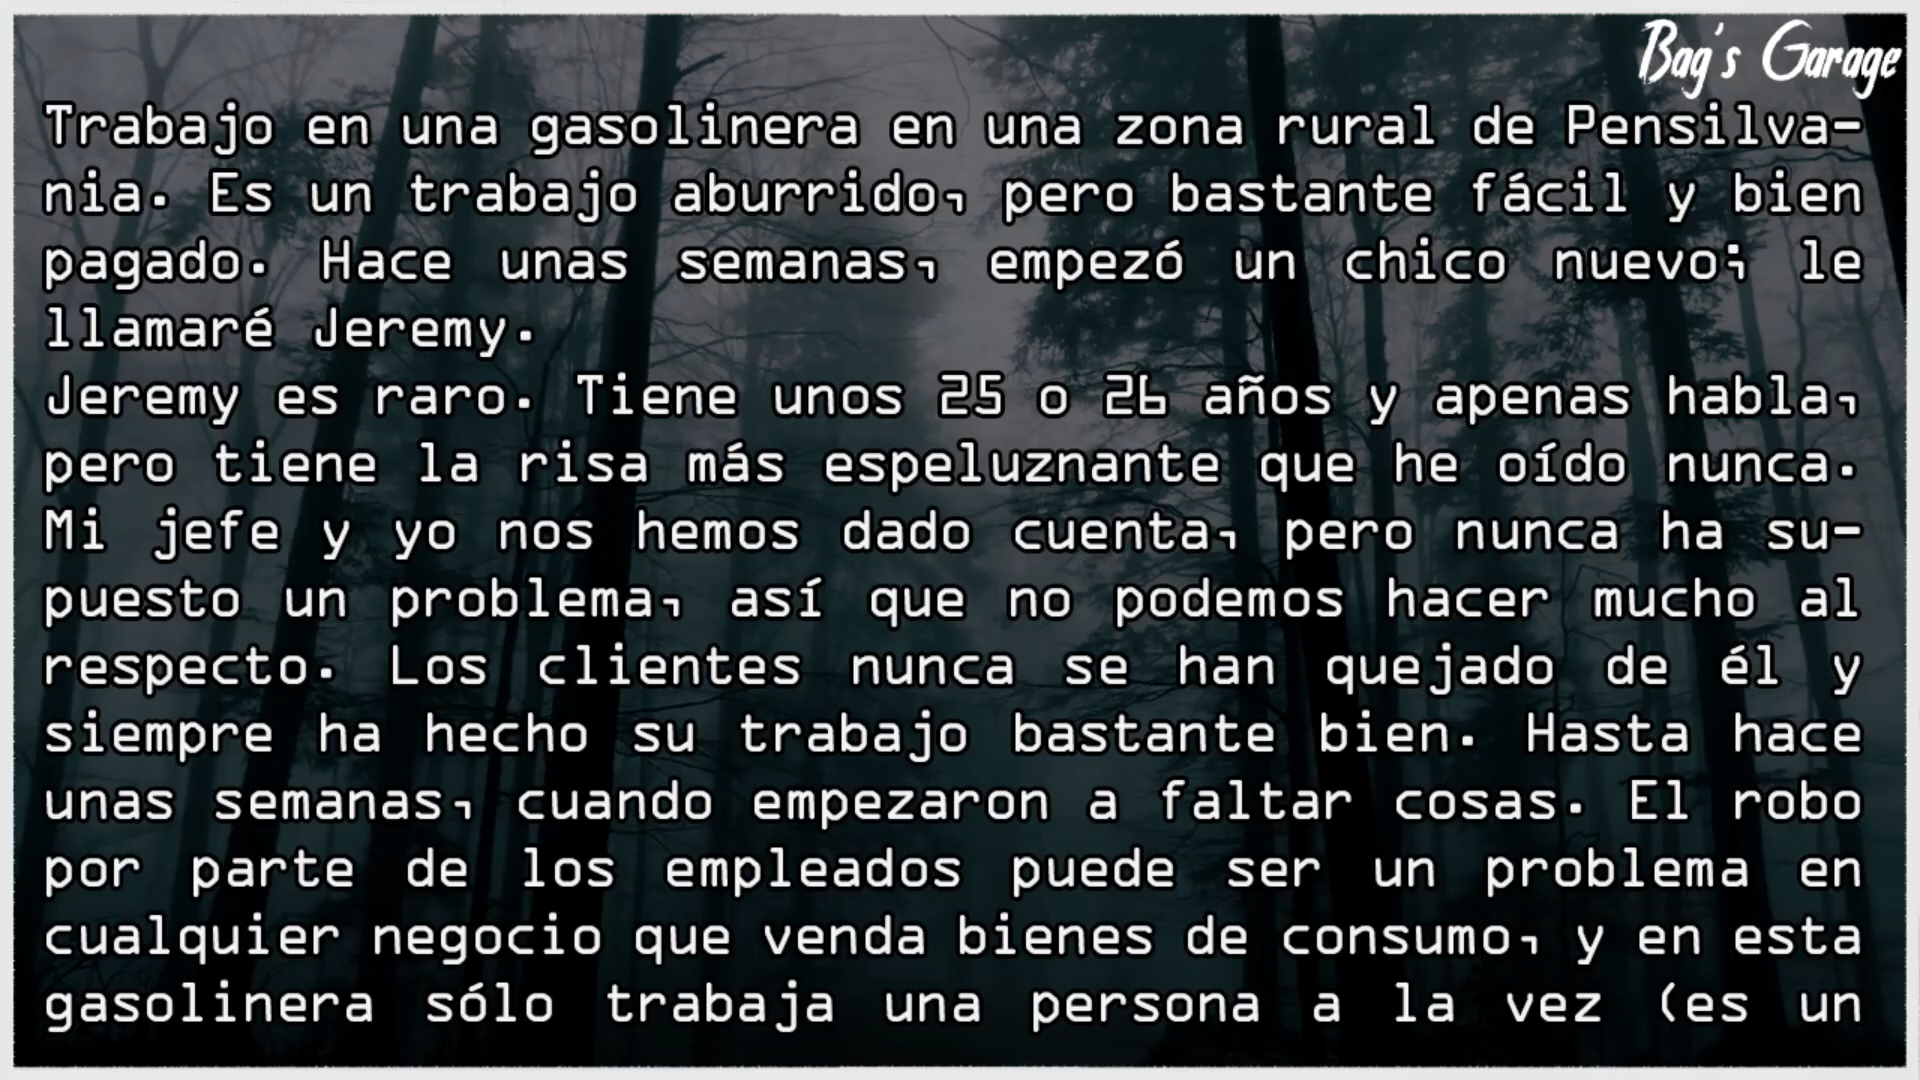 Bag's Garage
Trabajo en una gasolinera en una zona rural de Pensilva-
nia. Es un trabajo aburrido, pero bastante fácil y bien
pagado. Hace unas semanas, empezó un chico nuevo; le
llamaré Jeremy.
Jeremy es raro. Tiene unos 25 o 26 años y apenas habla,
pero tiene la risa más espeluznante que he oído nunca.
Mi jefe y yo nos hemos dado cuenta, pero nunca ha su-
puesto un problema, así que no podemos hacer mucho al
respecto. Los clientes nunca se han quejado de él y
siempre ha hecho su trabajo bastante bien. Hasta hace
unas semanas, cuando empezaron a faltar cosas. El robo
por parte de los empleados puede ser un problema en
cualquier negocio que venda bienes de consumo, y en esta
gasolinera sólo trabaja una persona a la vez (es un